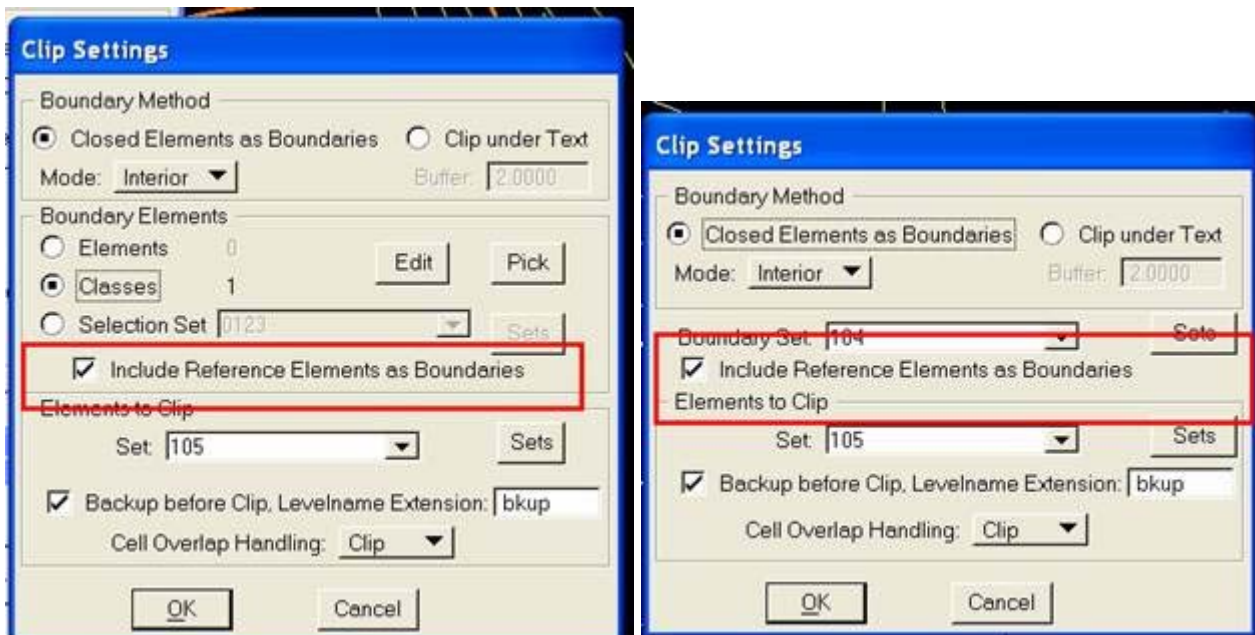 Clip Settings
Boundary Method
Closed Elements as Boundaries Clip under Text
Mode: Interior Buffer: 2.0000
Boundary Elements
Elements 0
Edit Pick
Classes 1
Selection Set 0123 Sets
Include Reference Elements as Boundaries
Elements to Clip
Set: 105 Sets
Backup before Clip, Levelname Extension: bkup
Cell Overlap Handling: Clip
OK Cancel
Clip Settings
Boundary Method
Closed Elements as Boundaries Clip under Text
Mode: Interior Buffer: 2.0000
Boundary Set: 104 Sets
Include Reference Elements as Boundaries
Elements to Clip
Set: 105 Sets
Backup before Clip, Levelname Extension: bkup
Cell Overlap Handling: Clip
OK Cancel